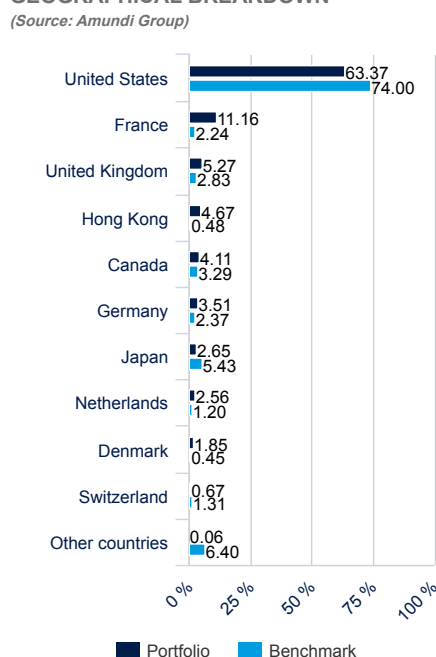 GEOGRAPHICAL BREAKDOWN
(Source: Amundi Group)
United States 63.37
74.00
France 11.16
2.24
United Kingdom 5.27
2.83
Hong Kong 4.67
0.48
Canada 4.11
3.29
Germany 3.51
2.37
Japan 2.65
5.43
Netherlands 2.56
1.20
Denmark 1.85
0.45
Switzerland 0.67
1.31
Other countries 0.06
6.40
0 % 25 % 50 % 75 % 100 %
Portfolio Benchmark